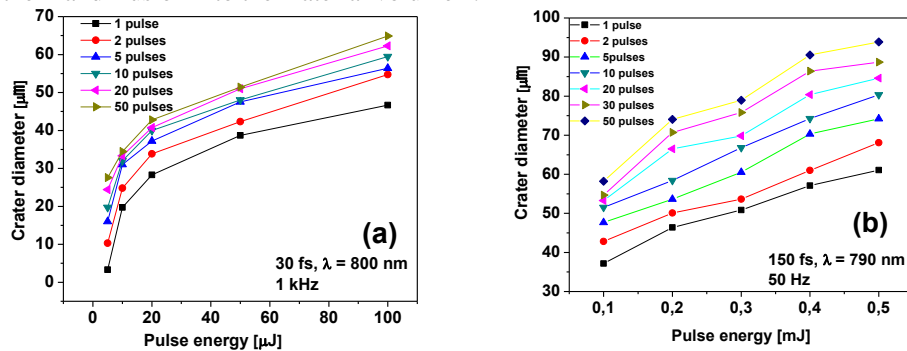 1 pulse
2 pulses
5 pulses
10 pulses
20 pulses
50 pulses
Crater diameter [µm]
70
60
50
40
30
20
10
0
(a)
30 fs, λ = 800 nm
1 kHz
0 20 40 60 80 100
Pulse energy [µJ]
1 pulse
2 pulses
5pulses
10 pulses
20 pulses
30 pulses
50 pulses
Crater diameter [µm]
100
90
80
70
60
50
40
30
(b)
150 fs, λ = 790 nm
50 Hz
0,1 0,2 0,3 0,4 0,5
Pulse energy [mJ]